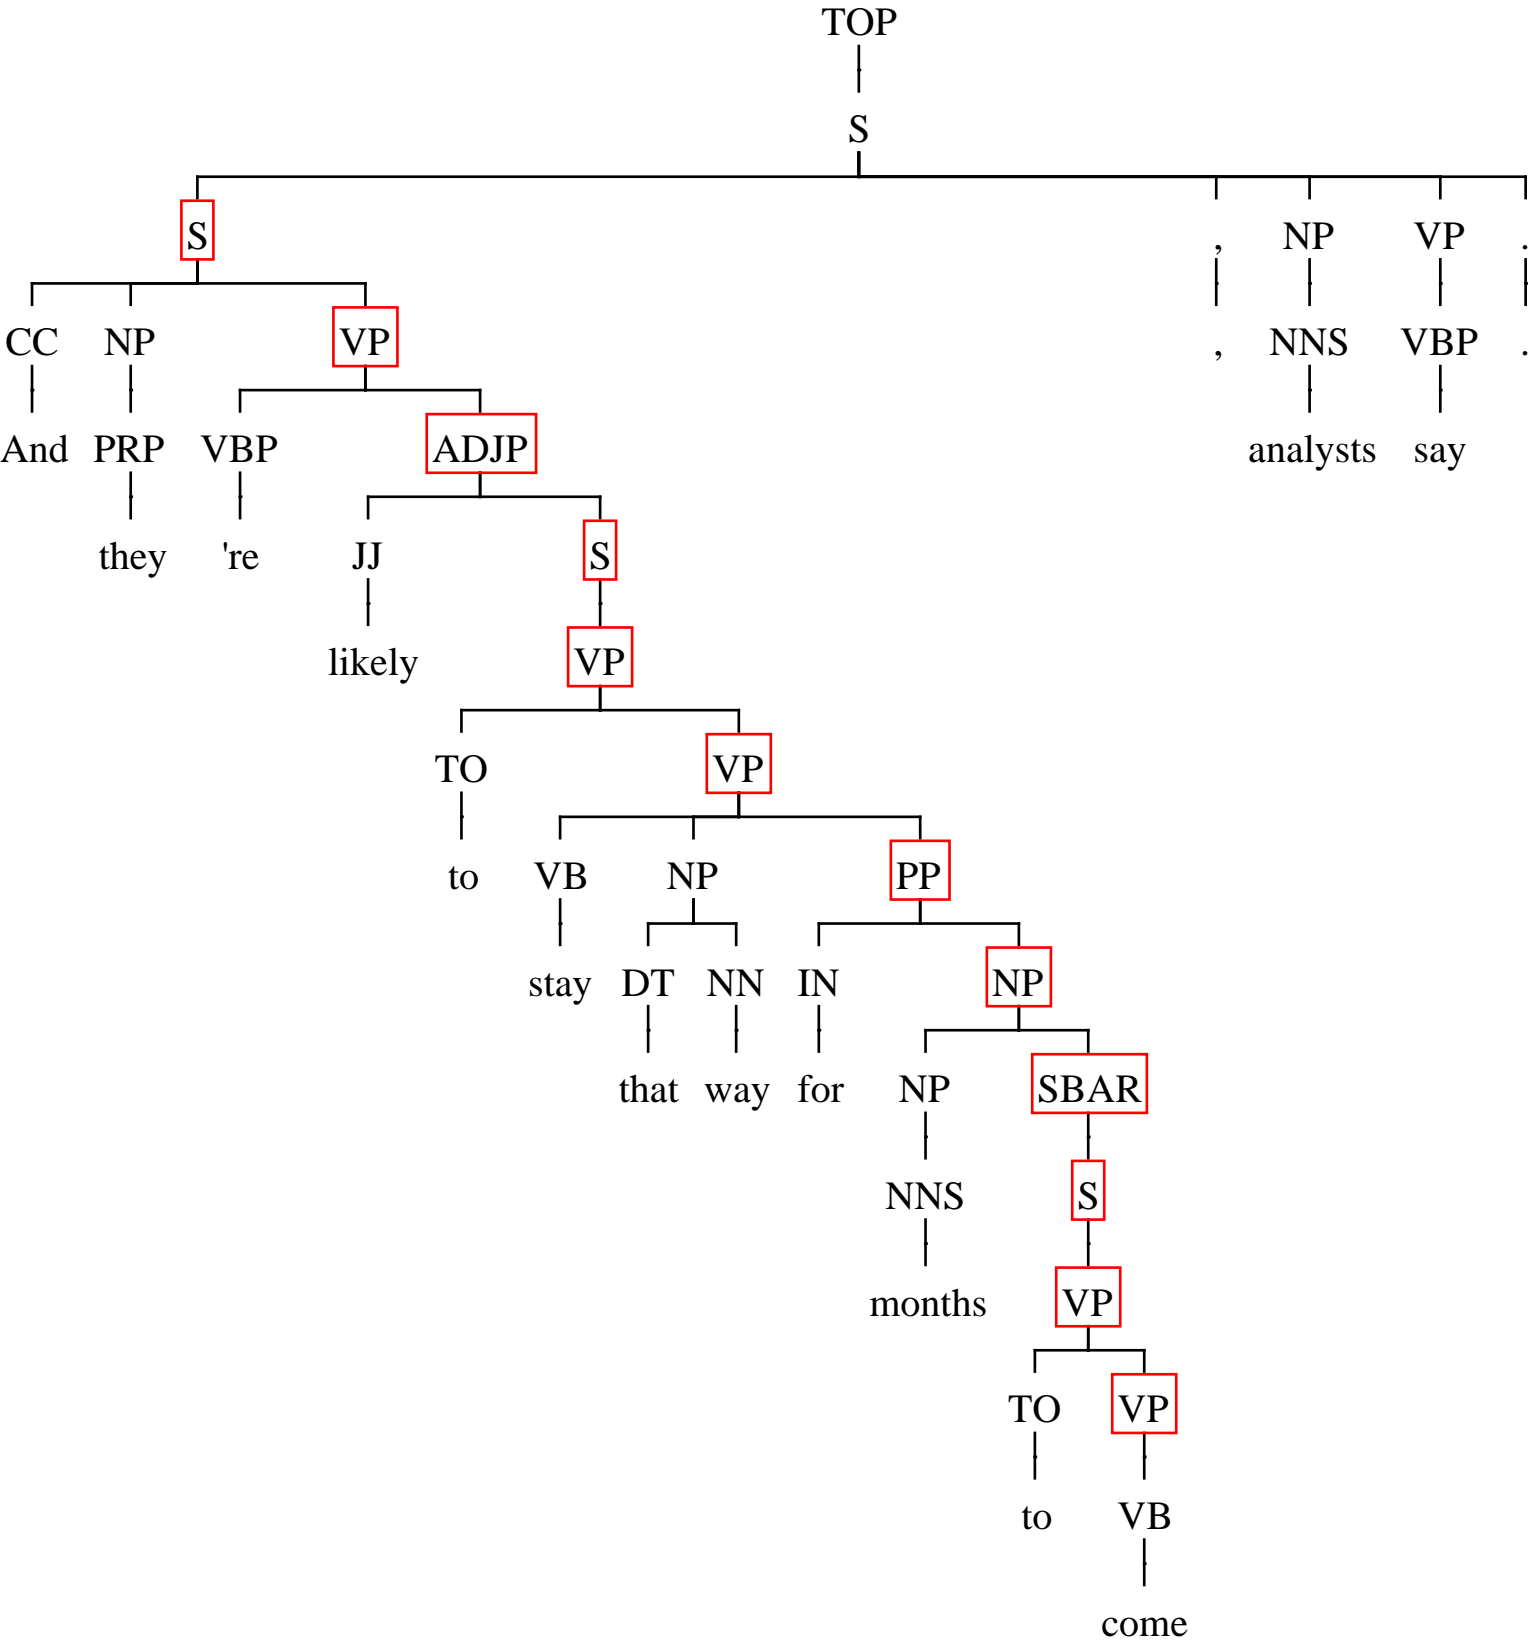 TOP
S
S , NP VP .
CC NP VP , NNS VBP .
And PRP VBP ADJP analysts say
they 're JJ S
likely VP
TO VP
to VB NP PP
stay DT NN IN NP
that way for NP SBAR
NNS S
months VP
TO VP
to VB
come